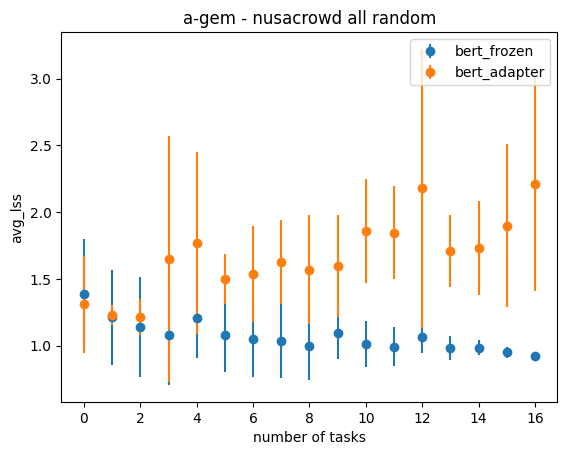 a-gem - nusacrowd all random
bert_frozen
bert_adapter
avg_lss
3.0
2.5
2.0
1.5
1.0
0 2 4 6 8 10 12 14 16
number of tasks